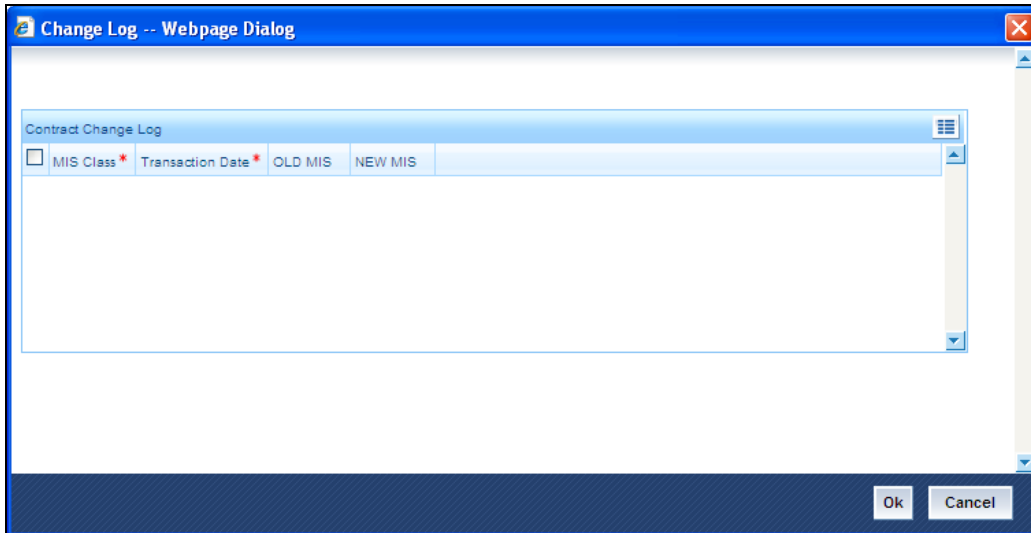 Change Log -- Webpage Dialog
Contract Change Log
MIS Class * Transaction Date * OLD MIS NEW MIS
Ok Cancel